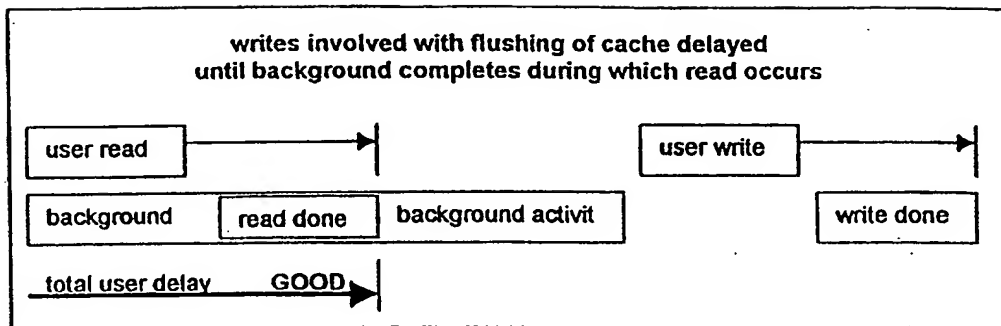 writes involved with flushing of cache delayed
until background completes during which read occurs
user read
user write
background
read done
background activit
write done
total user delay GOOD